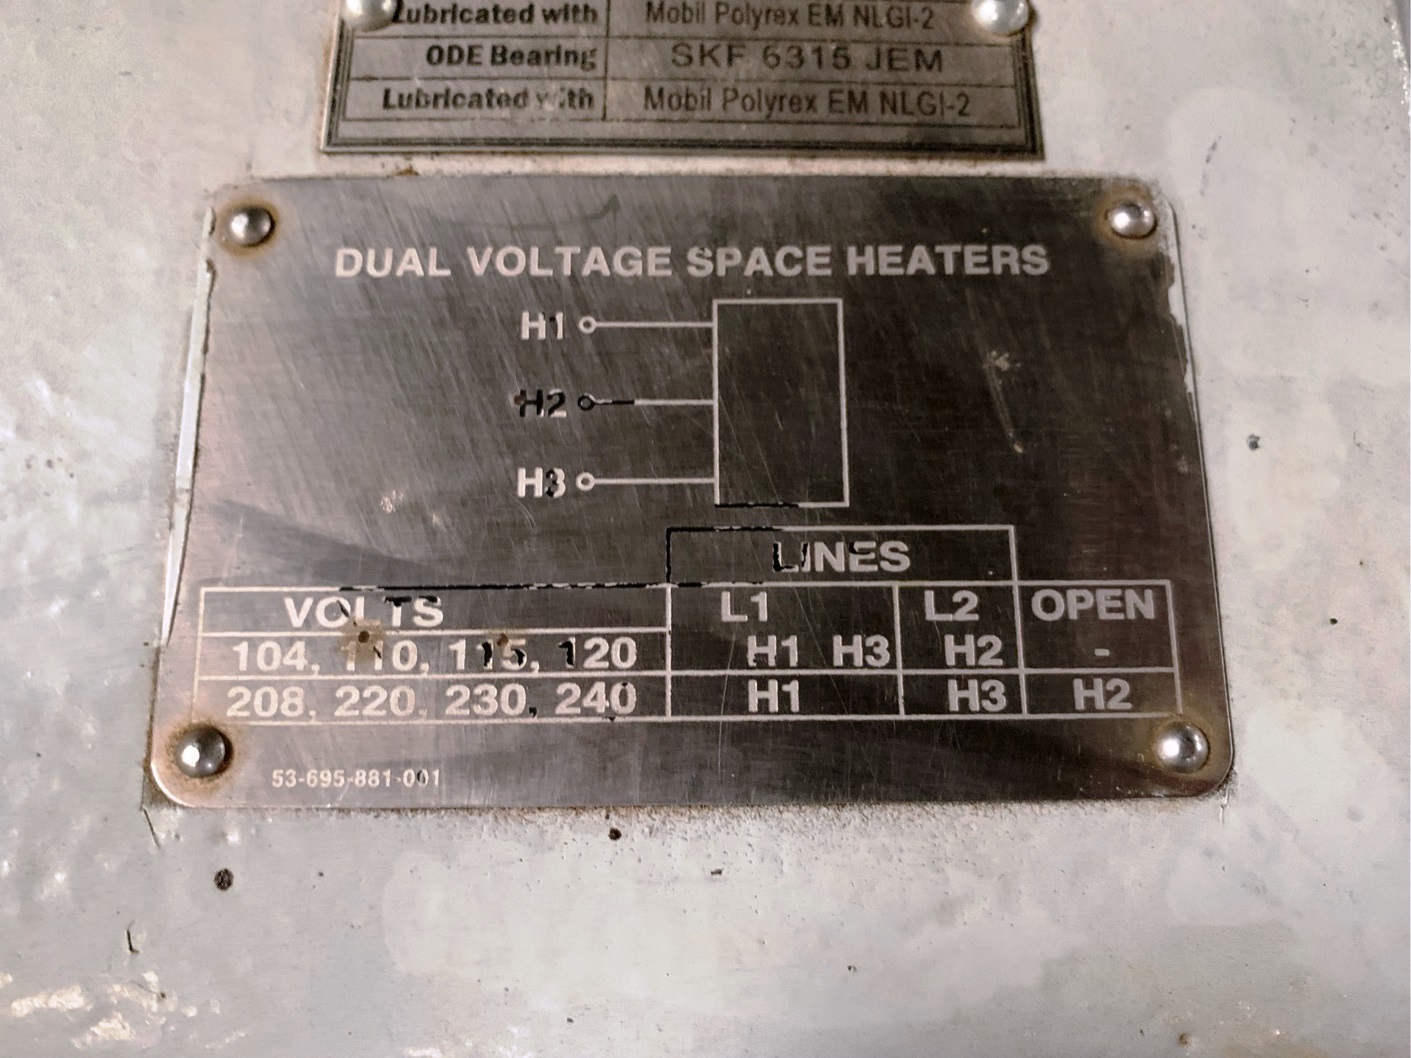 Lubricated with Mobil Polyrex EM NLGI-2
ODE Bearing SKF 6315 JEM
Lubricated with Mobil Polyrex EM NLGI-2
DUAL VOLTAGE SPACE HEATERS
H1
H2
H3
LINES
VOLTS L1 L2 OPEN
104, 110, 115, 120 H1 H3 H2 -
208, 220, 230, 240 H1 H3 H2
53-695-881-001